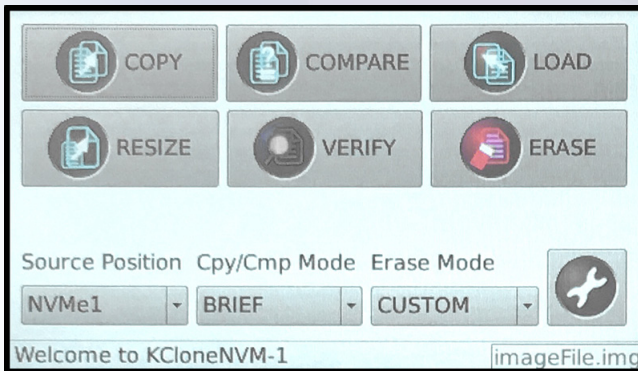 COPY COMPARE LOAD
RESIZE VERIFY ERASE
Source Position Cpy/Cmp Mode Erase Mode
NVMe1 BRIEF CUSTOM
Welcome to KCloneNVM-1 imageFile.img